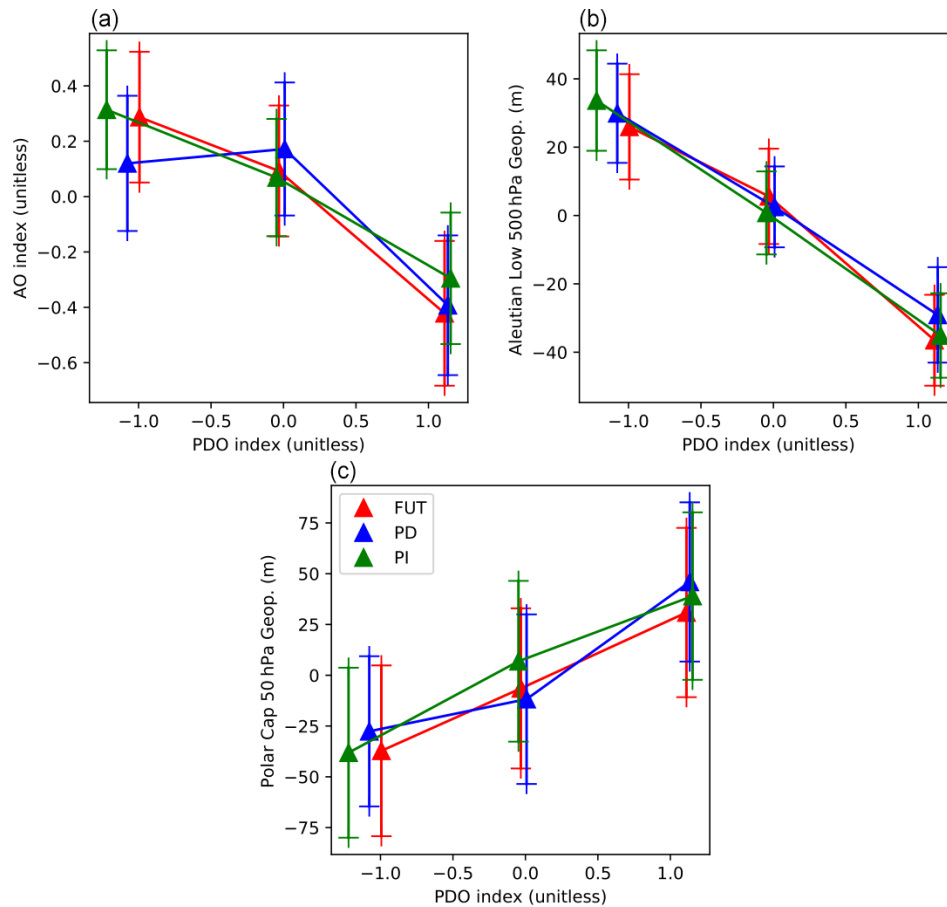 (a)
AO index (unitless)
0.4
0.2
0.0
−0.2
−0.4
−0.6
−1.0 −0.5 0.0 0.5 1.0
PDO index (unitless)
(b)
Aleutian Low 500 hPa Geop. (m)
40
20
0
−20
−40
−1.0 −0.5 0.0 0.5 1.0
PDO index (unitless)
(c)
FUT
PD
PI
Polar Cap 50 hPa Geop. (m)
75
50
25
0
−25
−50
−75
−1.0 −0.5 0.0 0.5 1.0
PDO index (unitless)